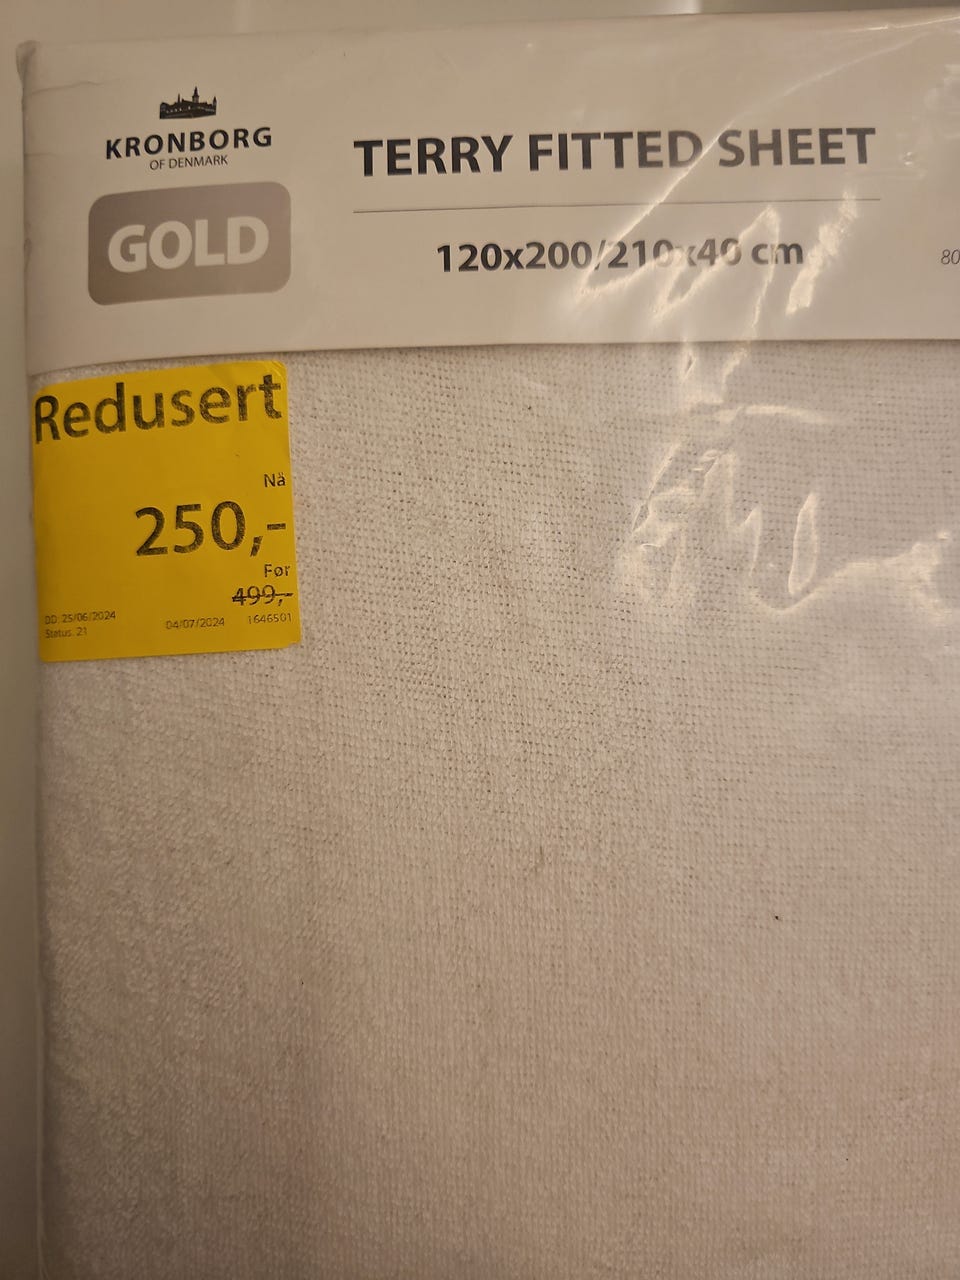 KRONBORG
OF DENMARK
GOLD
TERRY FITTED SHEET
120x200/210x40 cm
80
Redusert
Nå
250,-
Før
499,-
DD: 25/06/2024
Status: 21
04/07/2024
1646501